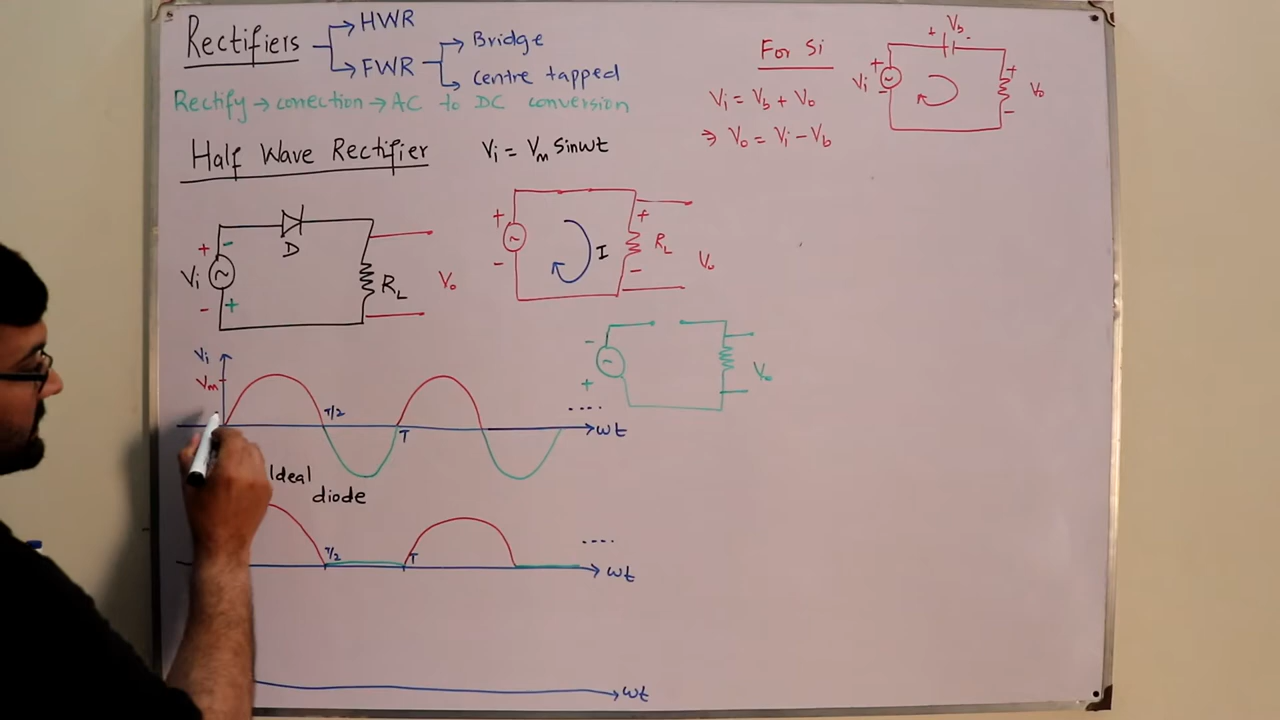 Rectifiers
HWR
FWR
Bridge
centre tapped
Rectify → conection → AC to DC conversion
Half Wave Rectifier
Vi = Vm Sinωt
For Si
Vi = Vb + Vo
⇒ Vo = Vi − Vb
+ Vb -
+
Vi
-
+
Vo
-
+ -
D
Vi ~
- +
RL
Vo
+
~
-
I
+
RL
-
Vo
-
~
+
Vo
Vi
Vm
T/2
T
....
ωt
Ideal
diode
T/2
T
....
ωt
ωt